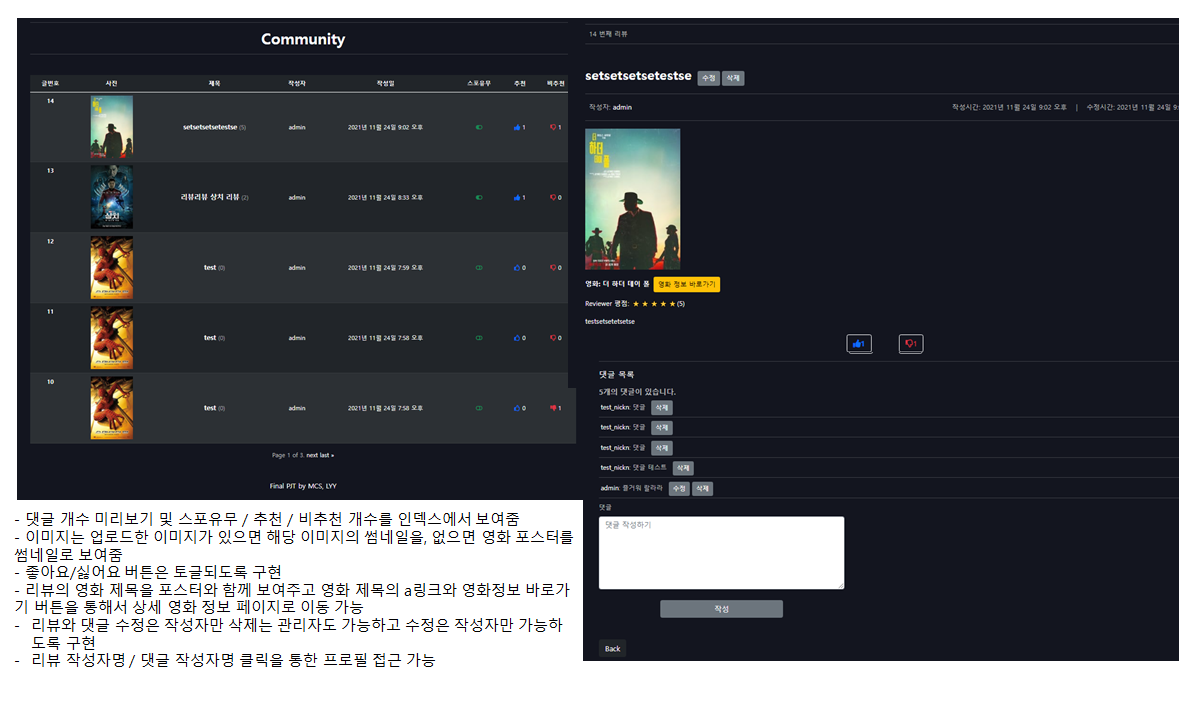 Community
글번호 사진 제목 작성자 작성일 스포유무 추천 비추천
14 setsetsetsetestse (5) admin 2021년 11월 24일 9:02 오후 1 1
13 리뷰리뷰 샹치 리뷰 (2) admin 2021년 11월 24일 8:33 오후 1 0
샹치
12 test (0) admin 2021년 11월 24일 7:59 오후 0 0
11 test (0) admin 2021년 11월 24일 7:58 오후 0 0
10 test (0) admin 2021년 11월 24일 7:58 오후 0 1
Page 1 of 3. next last »
Final PJT by MCS, LYY
- 댓글 개수 미리보기 및 스포유무 / 추천 / 비추천 개수를 인덱스에서 보여줌
- 이미지는 업로드한 이미지가 있으면 해당 이미지의 썸네일을, 없으면 영화 포스터를
썸네일로 보여줌
- 좋아요/싫어요 버튼은 토글되도록 구현
- 리뷰의 영화 제목을 포스터와 함께 보여주고 영화 제목의 a링크와 영화정보 바로가
기 버튼을 통해서 상세 영화 정보 페이지로 이동 가능
- 리뷰와 댓글 수정은 작성자만 삭제는 관리자도 가능하고 수정은 작성자만 가능하
도록 구현
- 리뷰 작성자명 / 댓글 작성자명 클릭을 통한 프로필 접근 가능
14 번째 리뷰
setsetsetsetestse 수정 삭제
작성자: admin 작성시간: 2021년 11월 24일 9:02 오후 | 수정시간: 2021년 11월 24일 9:
더
하더
데이
폴
영화: 더 하더 데이 폴 영화 정보 바로가기
Reviewer 평점: ★ ★ ★ ★ ★ (5)
testsetsetetsetse
1 1
댓글 목록
5개의 댓글이 있습니다.
test_nickn: 댓글 삭제
test_nickn: 댓글 삭제
test_nickn: 댓글 삭제
test_nickn: 댓글 테스트 삭제
admin: 즐거워 랄라라 수정 삭제
댓글
댓글 작성하기
작성
Back